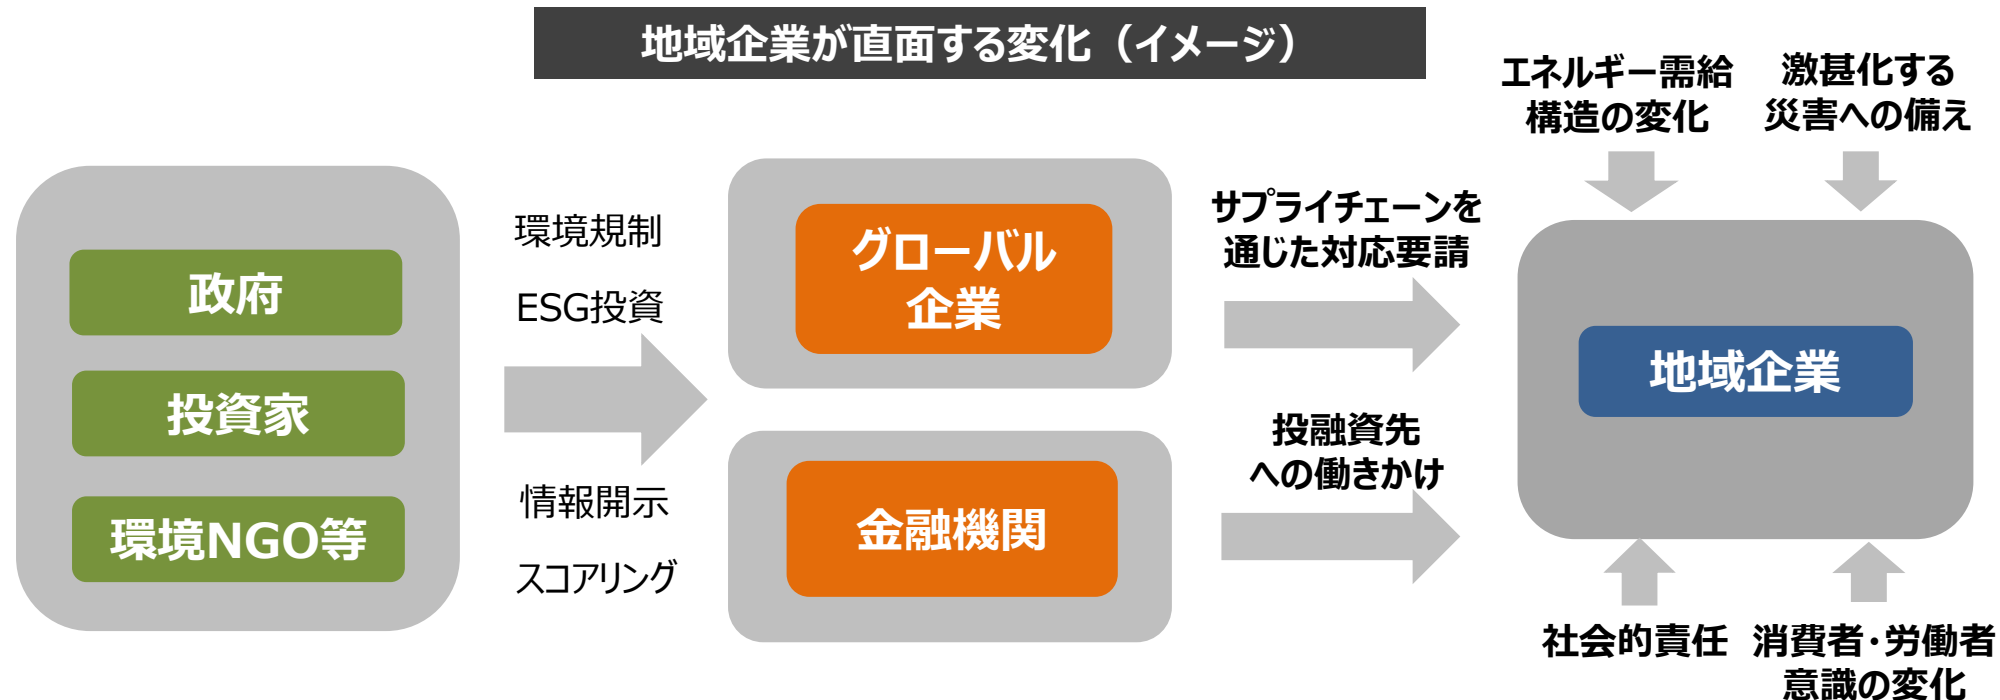 地域企業が直面する変化（イメージ）
政府
投資家
環境NGO等
環境規制
ESG投資
情報開示
スコアリング
グローバル
企業
金融機関
サプライチェーンを
通じた対応要請
投融資先
への働きかけ
エネルギー需給
構造の変化
激甚化する
災害への備え
地域企業
社会的責任
消費者・労働者
意識の変化